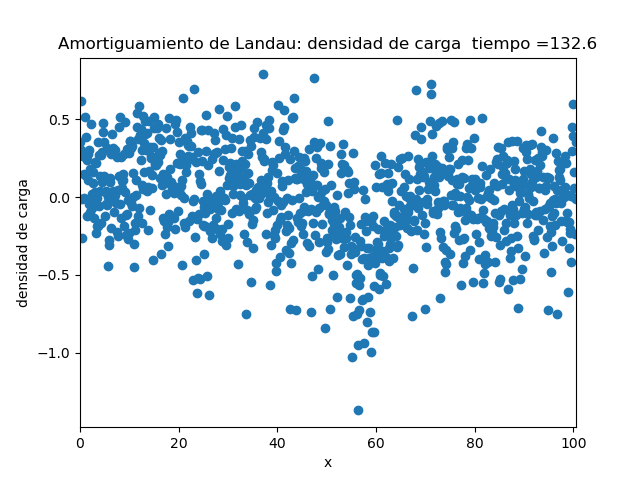 Amortiguamiento de Landau: densidad de carga  tiempo =132.6
densidad de carga
0.5
0.0
−0.5
−1.0
0 20 40 60 80 100
x